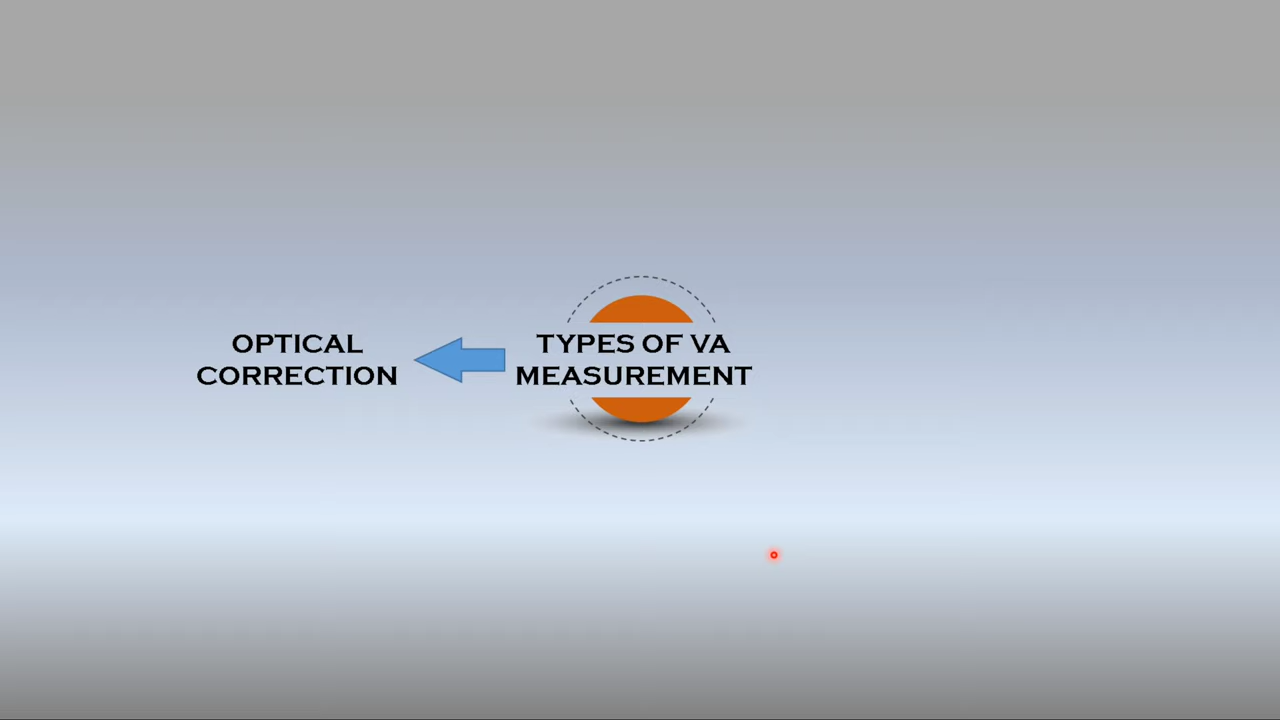 OPTICAL
CORRECTION
TYPES OF VA
MEASUREMENT